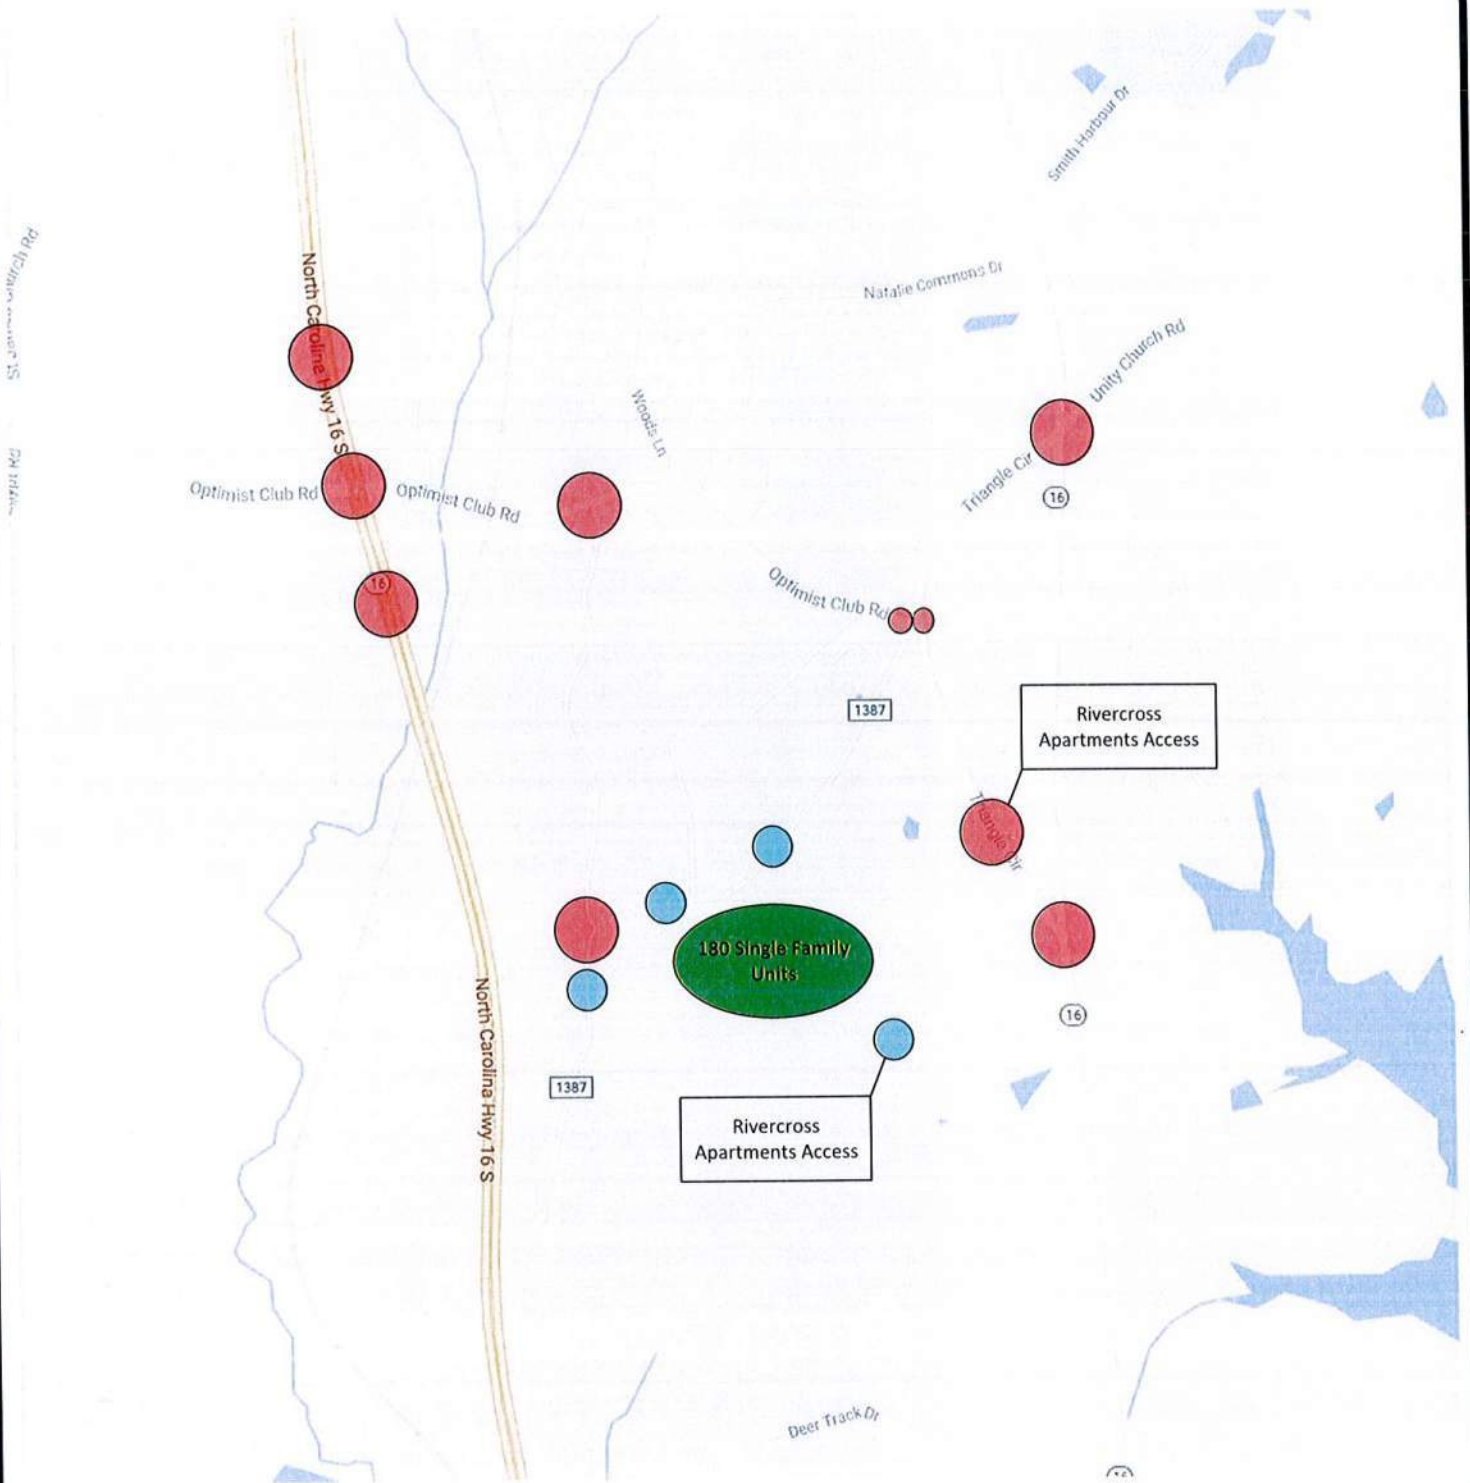 Smith Harbour Dr
North Carolina Hwy 16 S
Natalie Commons Dr
Unity Church Rd
Woods Ln
Triangle Cir
16
Optimist Club Rd
Optimist Club Rd
16
Optimist Club Rd
1387
Rivercross
Apartments Access
Triangle Cir
180 Single Family
Units
16
North Carolina Hwy 16 S
1387
Rivercross
Apartments Access
Deer Track Dr